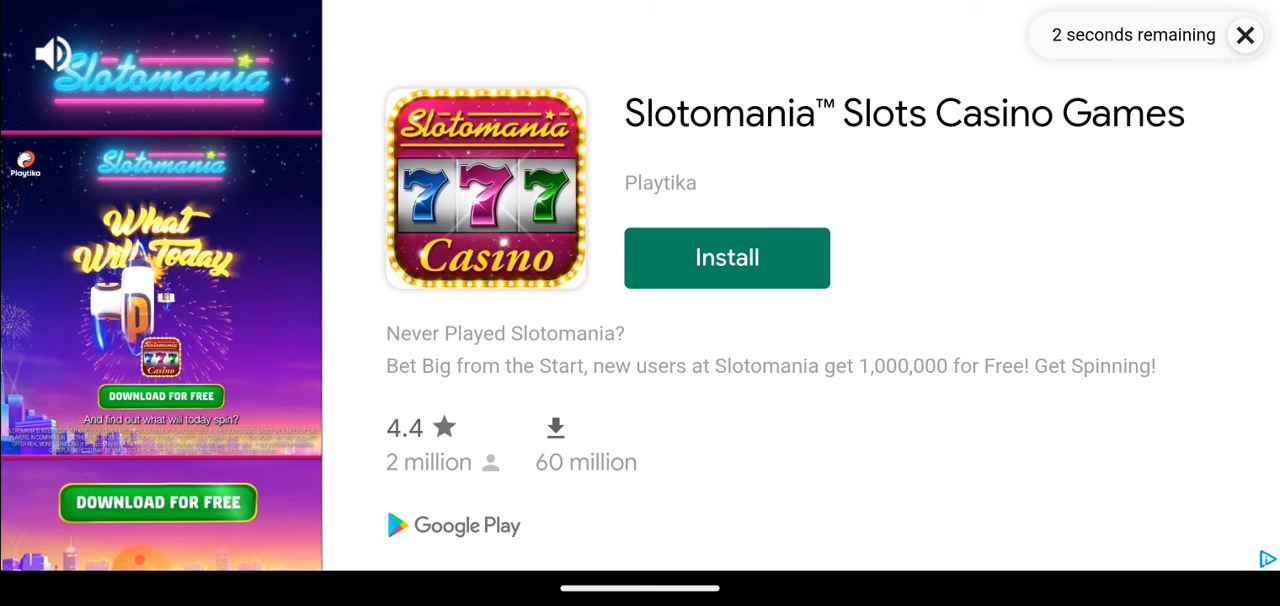 Slotomania
Playtika
Slotomania
What
Will Today
Slotomania
Casino
DOWNLOAD FOR FREE
And find out what will today spin?
DOWNLOAD FOR FREE
2 seconds remaining
Slotomania
777
Casino
Slotomania™ Slots Casino Games
Playtika
Install
Never Played Slotomania?
Bet Big from the Start, new users at Slotomania get 1,000,000 for Free! Get Spinning!
4.4
2 million
60 million
Google Play